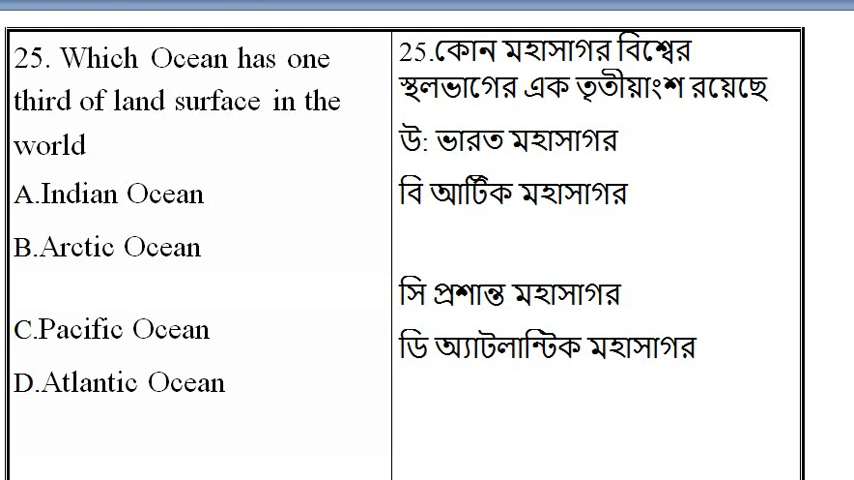 25. Which Ocean has one
third of land surface in the
world
A.Indian Ocean
B.Arctic Ocean
C.Pacific Ocean
D.Atlantic Ocean
25.কোন মহাসাগর বিশ্বের
স্থলভাগের এক তৃতীয়াংশ রয়েছে
উ: ভারত মহাসাগর
বি আর্টিক মহাসাগর
সি প্রশান্ত মহাসাগর
ডি অ্যাটলান্টিক মহাসাগর